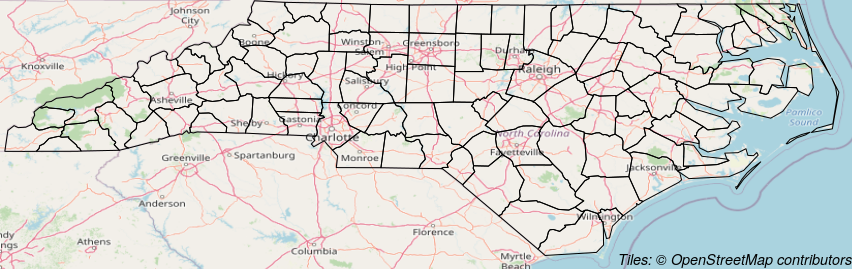 Johnson
City
Boone
Winston-
Salem
Greensboro
Durham
Knoxville
High Point
Raleigh
Hickory
Salisbury
Asheville
Concord
Pamlico
Sound
Shelby
Gastonia
Charlotte
North Carolina
Greenville
Spartanburg
Monroe
Fayetteville
Jacksonville
Anderson
Wilmington
Florence
Athens
Columbia
Myrtle
Beach
Tiles: © OpenStreetMap contributors